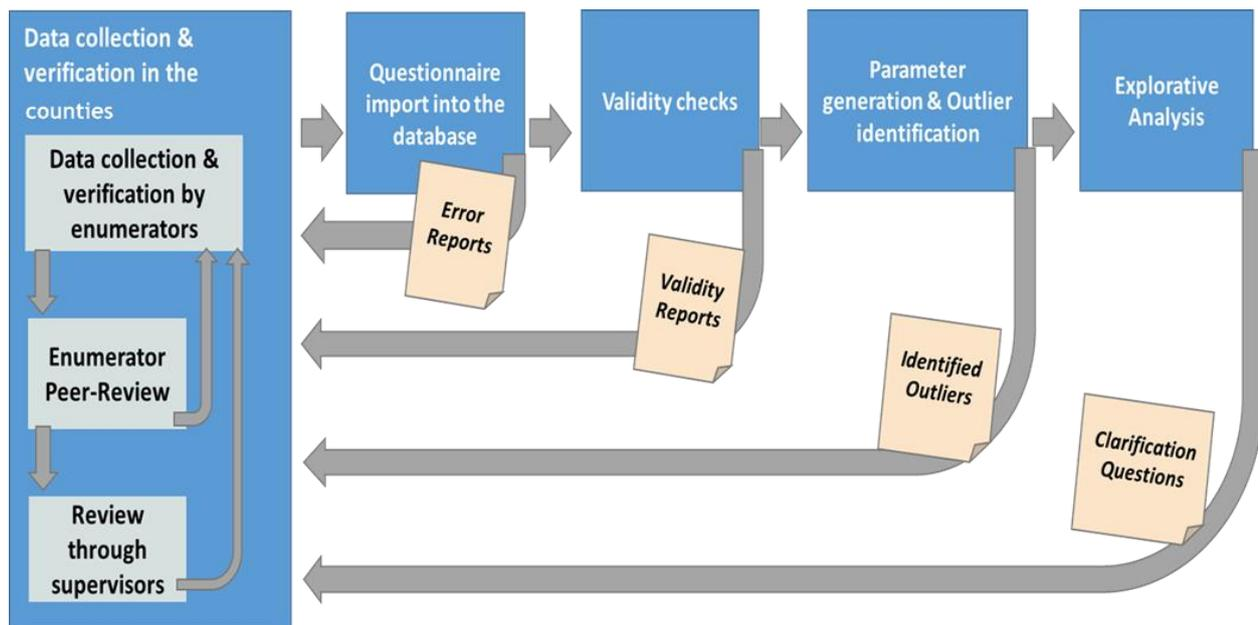 Data collection &
verification in the
counties
Data collection &
verification by
enumerators
Enumerator
Peer-Review
Review
through
supervisors
Questionnaire
import into the
database
Error
Reports
Validity checks
Validity
Reports
Parameter
generation & Outlier
identification
Identified
Outliers
Explorative
Analysis
Clarification
Questions